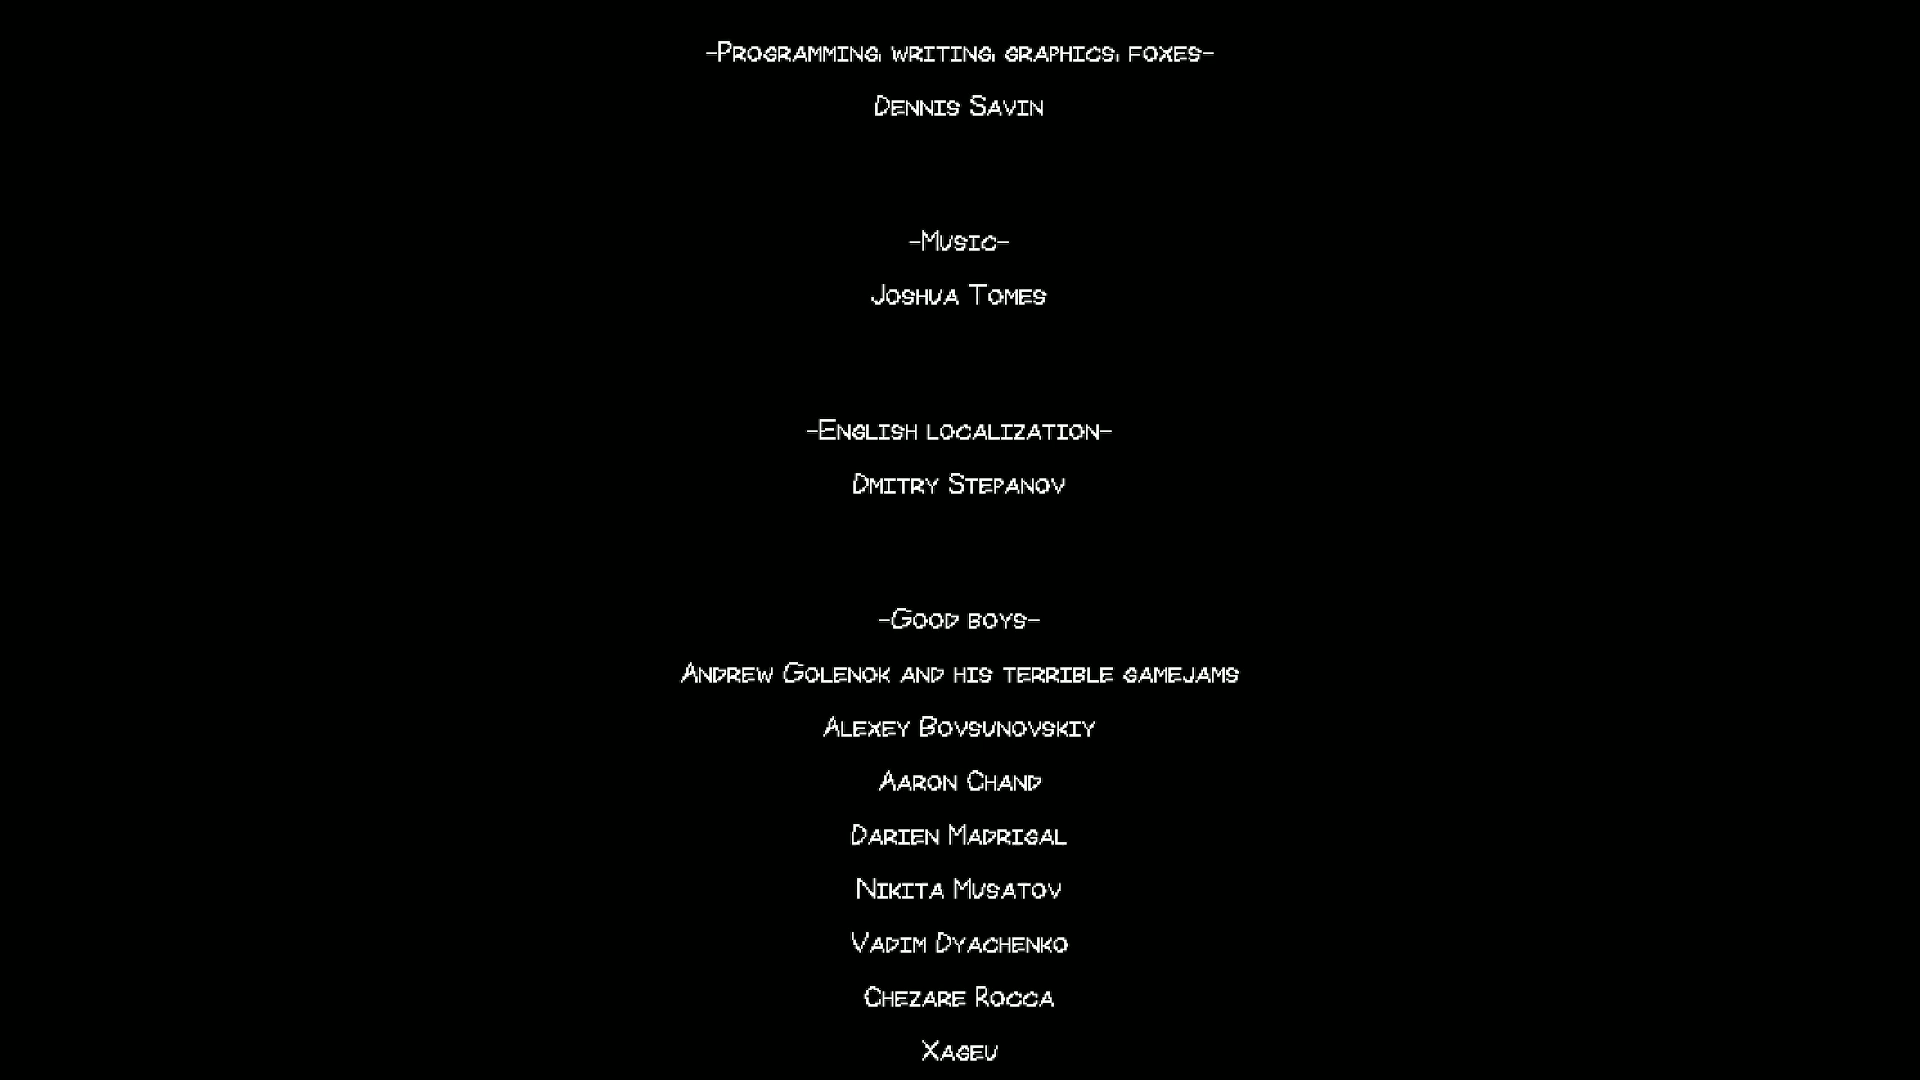 -Programming, writing, graphics, foxes-
Dennis Savin
-Music-
Joshua Tomes
-English localization-
Dmitry Stepanov
-Good boys-
Andrew Golenok and his terrible gamejams
Alexey Bovsunovskiy
Aaron Chand
Darien Madrigal
Nikita Musatov
Vadim Dyachenko
Chezare Rocca
Xageu